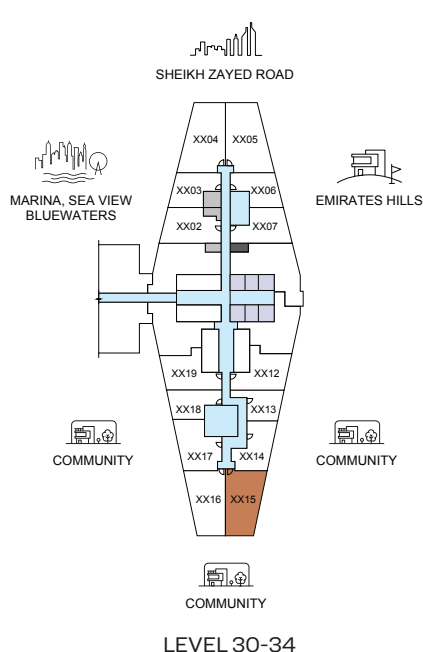 SHEIKH ZAYED ROAD
XX04
XX05
MARINA, SEA VIEW
BLUEWATERS
XX03
XX06
EMIRATES HILLS
XX02
XX07
XX19
XX12
XX18
XX13
COMMUNITY
XX17
XX14
COMMUNITY
XX16
XX15
COMMUNITY
LEVEL 30-34